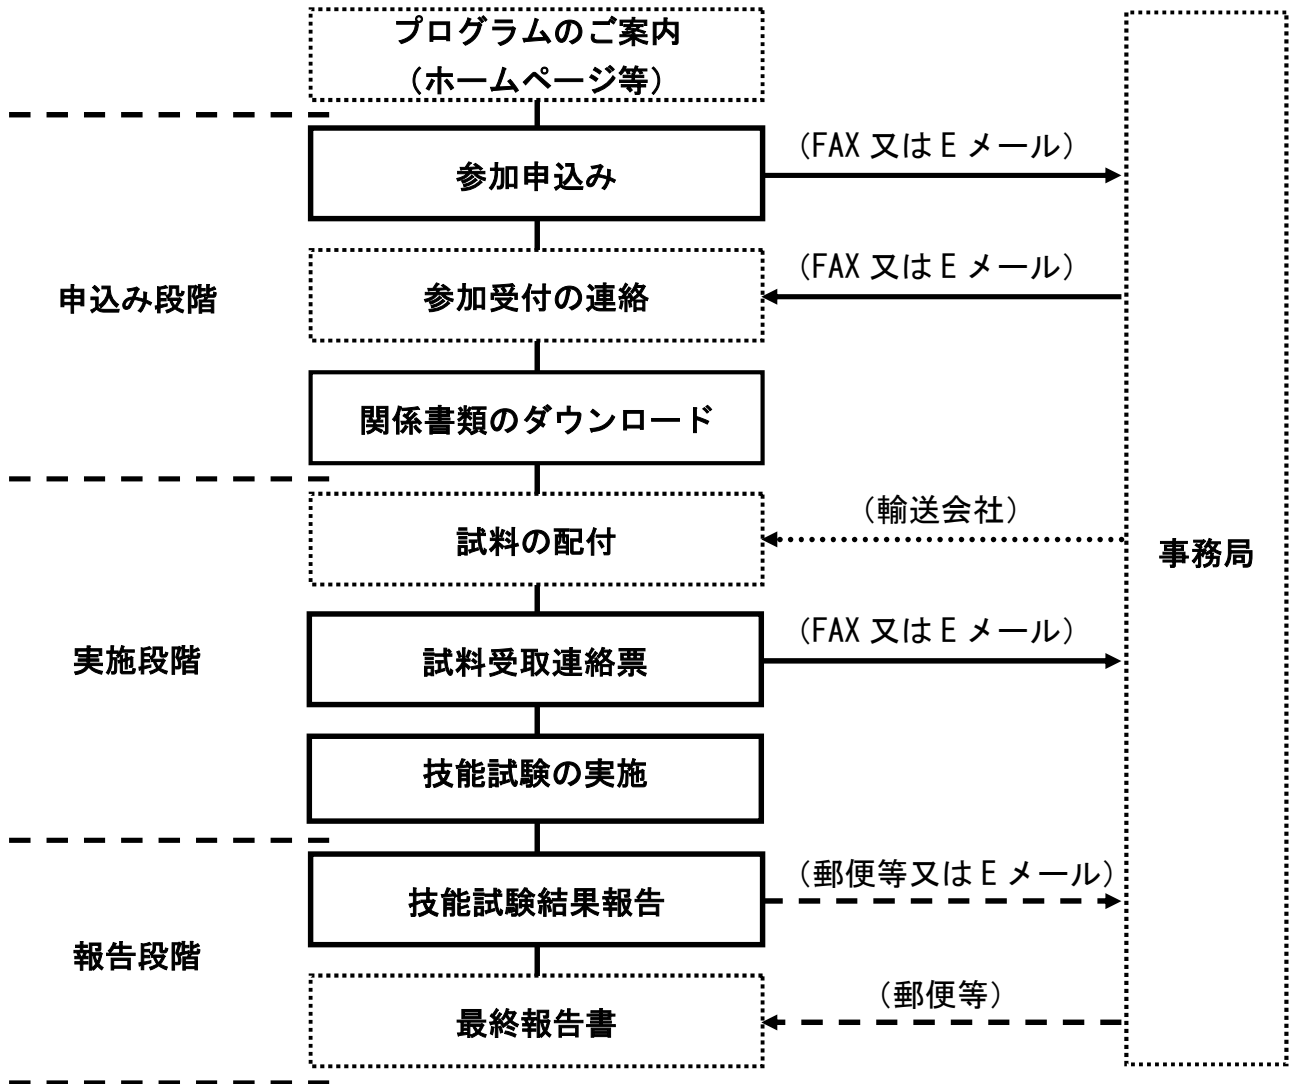 プログラムのご案内
（ホームページ等）
参加申込み
（FAX 又は E メール）
申込み段階
参加受付の連絡
（FAX 又は E メール）
関係書類のダウンロード
試料の配付
（輸送会社）
事務局
実施段階
試料受取連絡票
（FAX 又は E メール）
技能試験の実施
技能試験結果報告
（郵便等又は E メール）
報告段階
最終報告書
（郵便等）